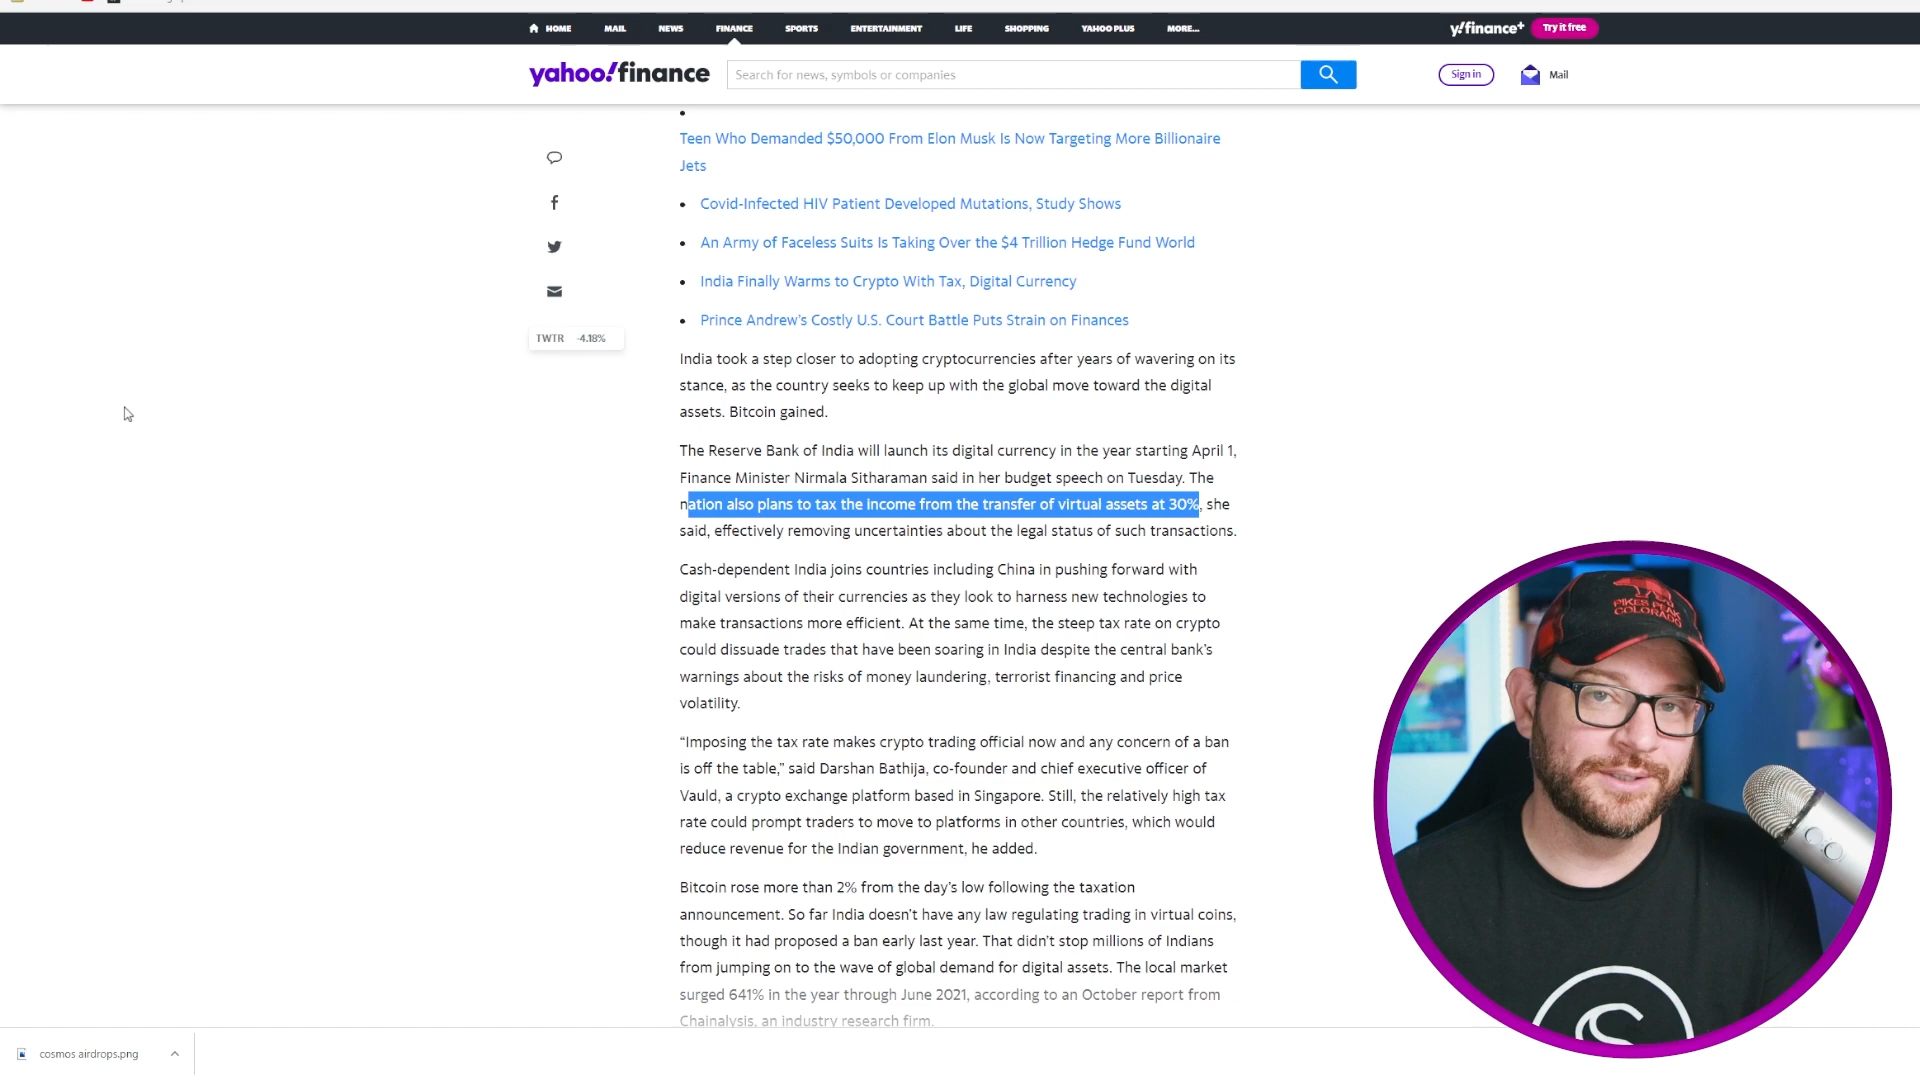 HOME MAIL NEWS FINANCE SPORTS ENTERTAINMENT LIFE SHOPPING YAHOO PLUS MORE... y!finance+ Try it free
yahoo!finance Search for news, symbols or companies Sign in Mail
Teen Who Demanded $50,000 From Elon Musk Is Now Targeting More Billionaire
Jets
Covid-Infected HIV Patient Developed Mutations, Study Shows
An Army of Faceless Suits Is Taking Over the $4 Trillion Hedge Fund World
India Finally Warms to Crypto With Tax, Digital Currency
Prince Andrew's Costly U.S. Court Battle Puts Strain on Finances
TWTR -4.18%
India took a step closer to adopting cryptocurrencies after years of wavering on its
stance, as the country seeks to keep up with the global move toward the digital
assets. Bitcoin gained.
The Reserve Bank of India will launch its digital currency in the year starting April 1,
Finance Minister Nirmala Sitharaman said in her budget speech on Tuesday. The
nation also plans to tax the income from the transfer of virtual assets at 30%, she
said, effectively removing uncertainties about the legal status of such transactions.
Cash-dependent India joins countries including China in pushing forward with
digital versions of their currencies as they look to harness new technologies to
make transactions more efficient. At the same time, the steep tax rate on crypto
could dissuade trades that have been soaring in India despite the central bank's
warnings about the risks of money laundering, terrorist financing and price
volatility.
“Imposing the tax rate makes crypto trading official now and any concern of a ban
is off the table,” said Darshan Bathija, co-founder and chief executive officer of
Vauld, a crypto exchange platform based in Singapore. Still, the relatively high tax
rate could prompt traders to move to platforms in other countries, which would
reduce revenue for the Indian government, he added.
Bitcoin rose more than 2% from the day's low following the taxation
announcement. So far India doesn't have any law regulating trading in virtual coins,
though it had proposed a ban early last year. That didn't stop millions of Indians
from jumping on to the wave of global demand for digital assets. The local market
surged 641% in the year through June 2021, according to an October report from
Chainalysis, an industry research firm.
PIKES PEAK
COLORADO
cosmos airdrops.png